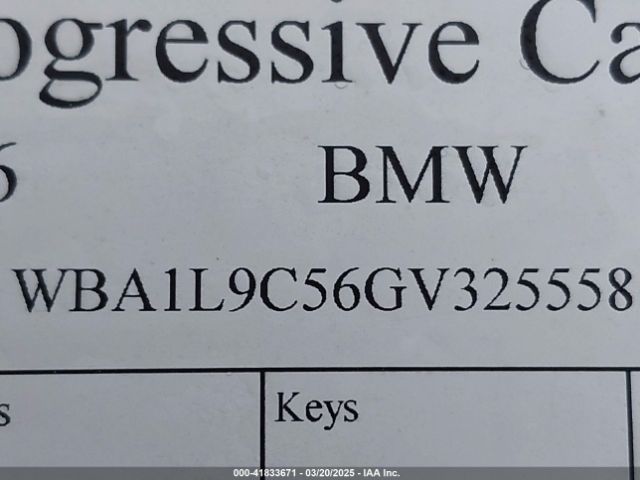 ogressive Ca
6 BMW
WBA1L9C56GV325558
s Keys
000-41833671 - 03/20/2025 - IAA Inc.